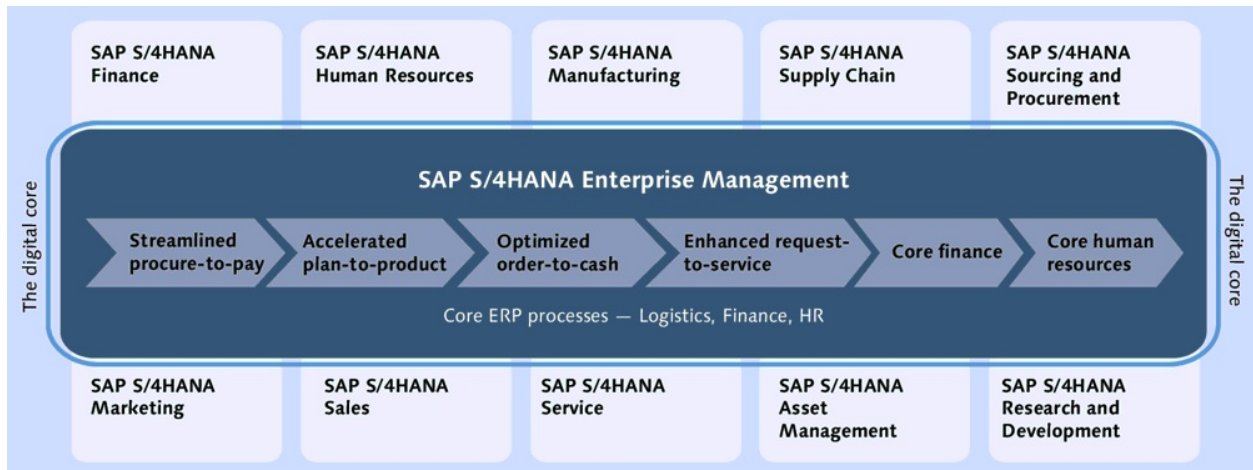 SAP S/4HANA
Finance
SAP S/4HANA
Human Resources
SAP S/4HANA
Manufacturing
SAP S/4HANA
Supply Chain
SAP S/4HANA
Sourcing and
Procurement
The digital core
SAP S/4HANA Enterprise Management
Streamlined
procure-to-pay
Accelerated
plan-to-product
Optimized
order-to-cash
Enhanced request-
to-service
Core finance
Core human
resources
Core ERP processes — Logistics, Finance, HR
The digital core
SAP S/4HANA
Marketing
SAP S/4HANA
Sales
SAP S/4HANA
Service
SAP S/4HANA
Asset
Management
SAP S/4HANA
Research and
Development